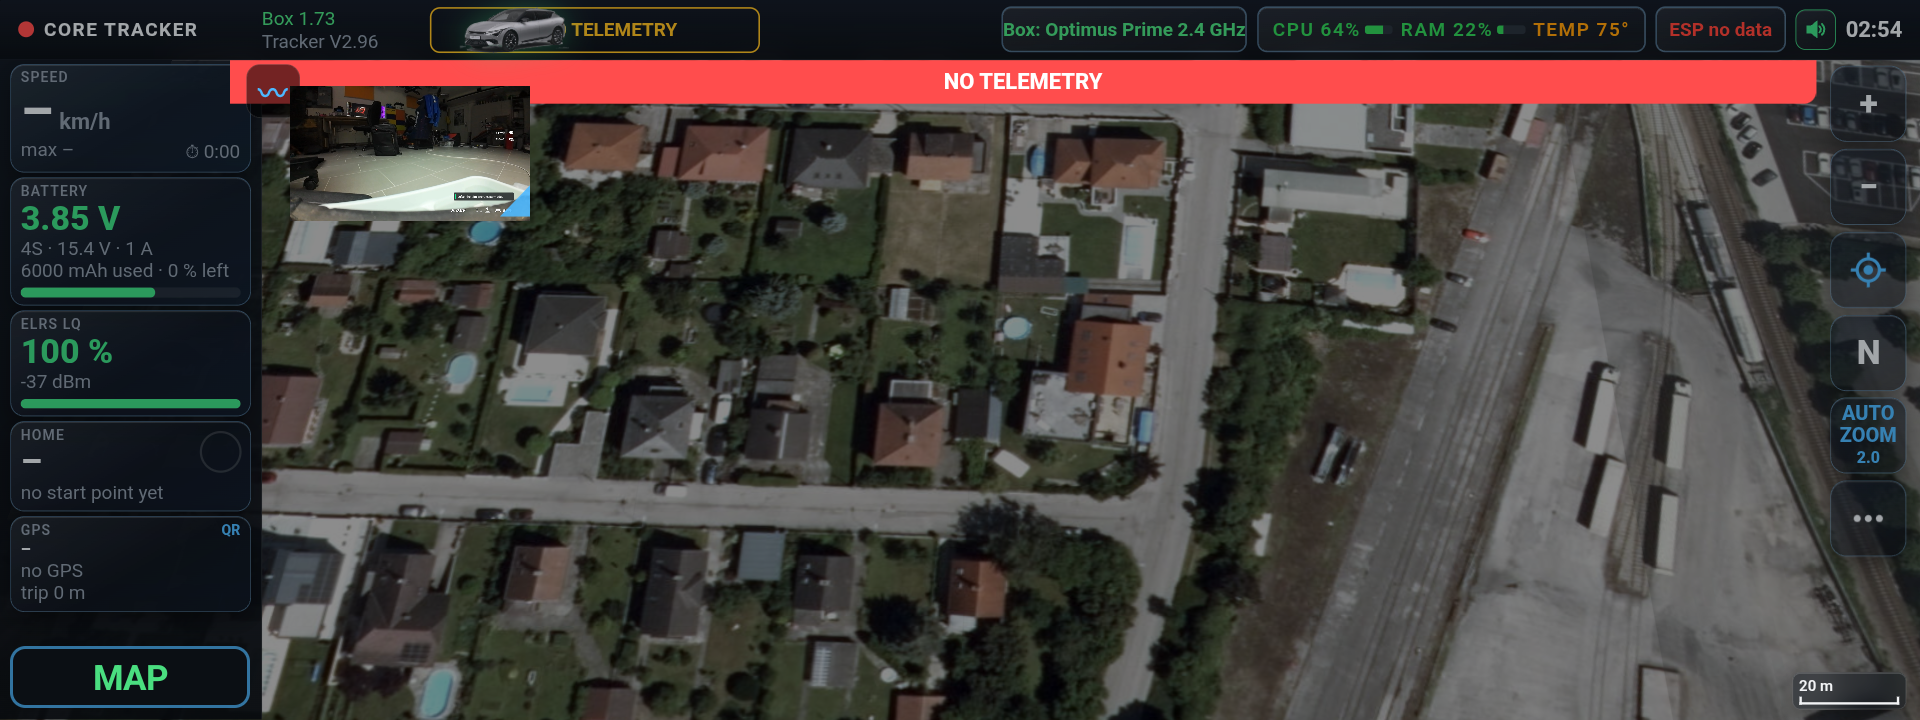 CORE TRACKER
Box 1.73
Tracker V2.96
TELEMETRY
Box: Optimus Prime 2.4 GHz
CPU 64%
RAM 22%
TEMP 75°
ESP no data
02:54
NO TELEMETRY
SPEED
– km/h
max –
⏱ 0:00
BATTERY
3.85 V
4S · 15.4 V · 1 A
6000 mAh used · 0 % left
ELRS LQ
100 %
-37 dBm
HOME
–
no start point yet
GPS
QR
–
no GPS
trip 0 m
MAP
+
−
N
AUTO
ZOOM
2.0
•••
20 m